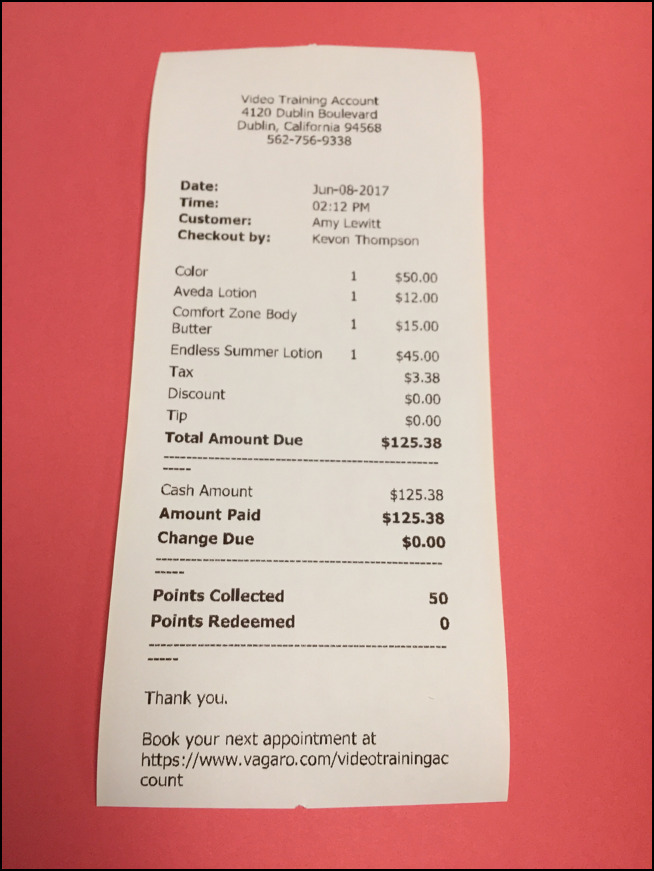 Video Training Account
4120 Dublin Boulevard
Dublin, California 94568
562-756-9338
Date: Jun-08-2017
Time: 02:12 PM
Customer: Amy Lewitt
Checkout by: Kevon Thompson
Color 1 $50.00
Aveda Lotion 1 $12.00
Comfort Zone Body
Butter 1 $15.00
Endless Summer Lotion 1 $45.00
Tax $3.38
Discount $0.00
Tip $0.00
Total Amount Due $125.38
-----------------------------------------------
-----
Cash Amount $125.38
Amount Paid $125.38
Change Due $0.00
-----------------------------------------------
-----
Points Collected 50
Points Redeemed 0
-----------------------------------------------
-----
Thank you.
Book your next appointment at
https://www.vagaro.com/videotrainingac
count